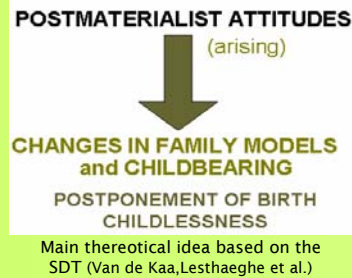 POSTMATERIALIST ATTITUDES
(arising)
CHANGES IN FAMILY MODELS
and CHILDBEARING
POSTPONEMENT OF BIRTH
CHILDLESSNESS
Main thereotical idea based on the
SDT (Van de Kaa,Lesthaeghe et al.)